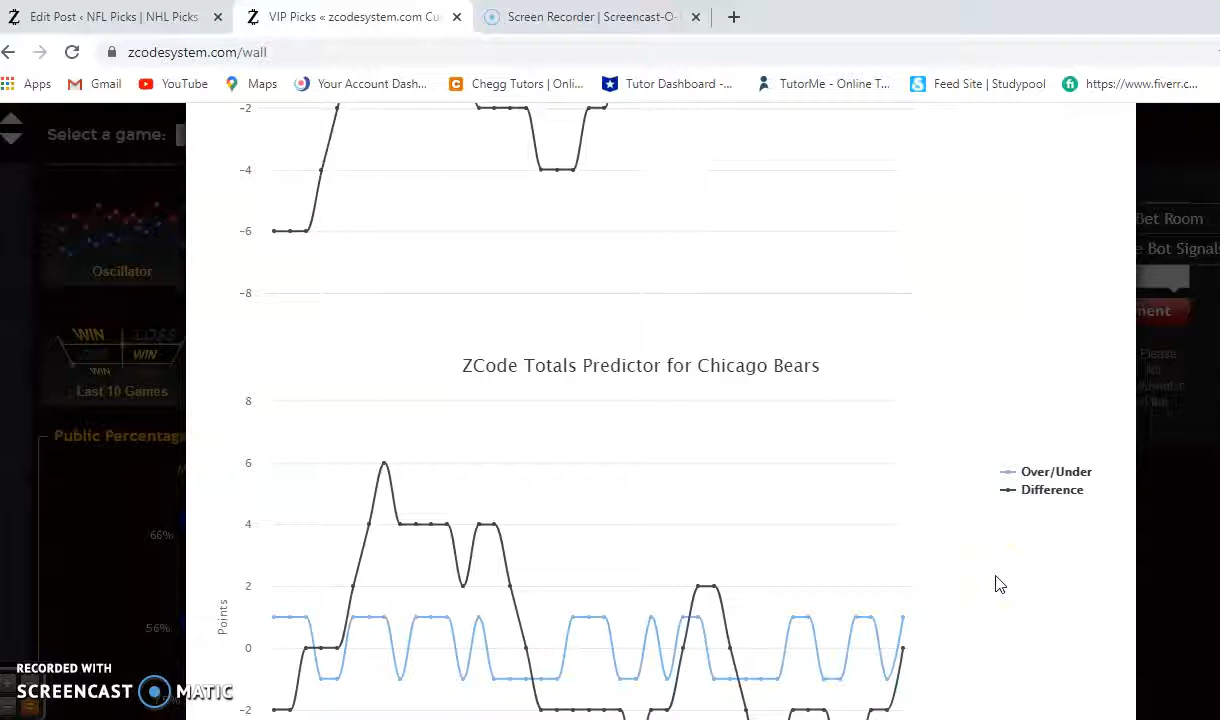 Edit Post ‹ NFL Picks | NHL Picks
VIP Picks « zcodesystem.com Cu
Screen Recorder | Screencast-O-
zcodesystem.com/wall
Apps
Gmail
YouTube
Maps
Your Account Dash...
Chegg Tutors | Onli...
Tutor Dashboard -...
TutorMe - Online T...
Feed Site | Studypool
https://www.fiverr.c...
Select a game:
-2
-4
-6
-8
Bet Room
e Bot Signals
ment
Please
Oscillator
WIN LOSS
WIN
WIN
Last 10 Games
Public Percentag
66%
56%
ZCode Totals Predictor for Chicago Bears
8
6
4
2
0
-2
Points
Over/Under
Difference
RECORDED WITH
SCREENCAST MATIC